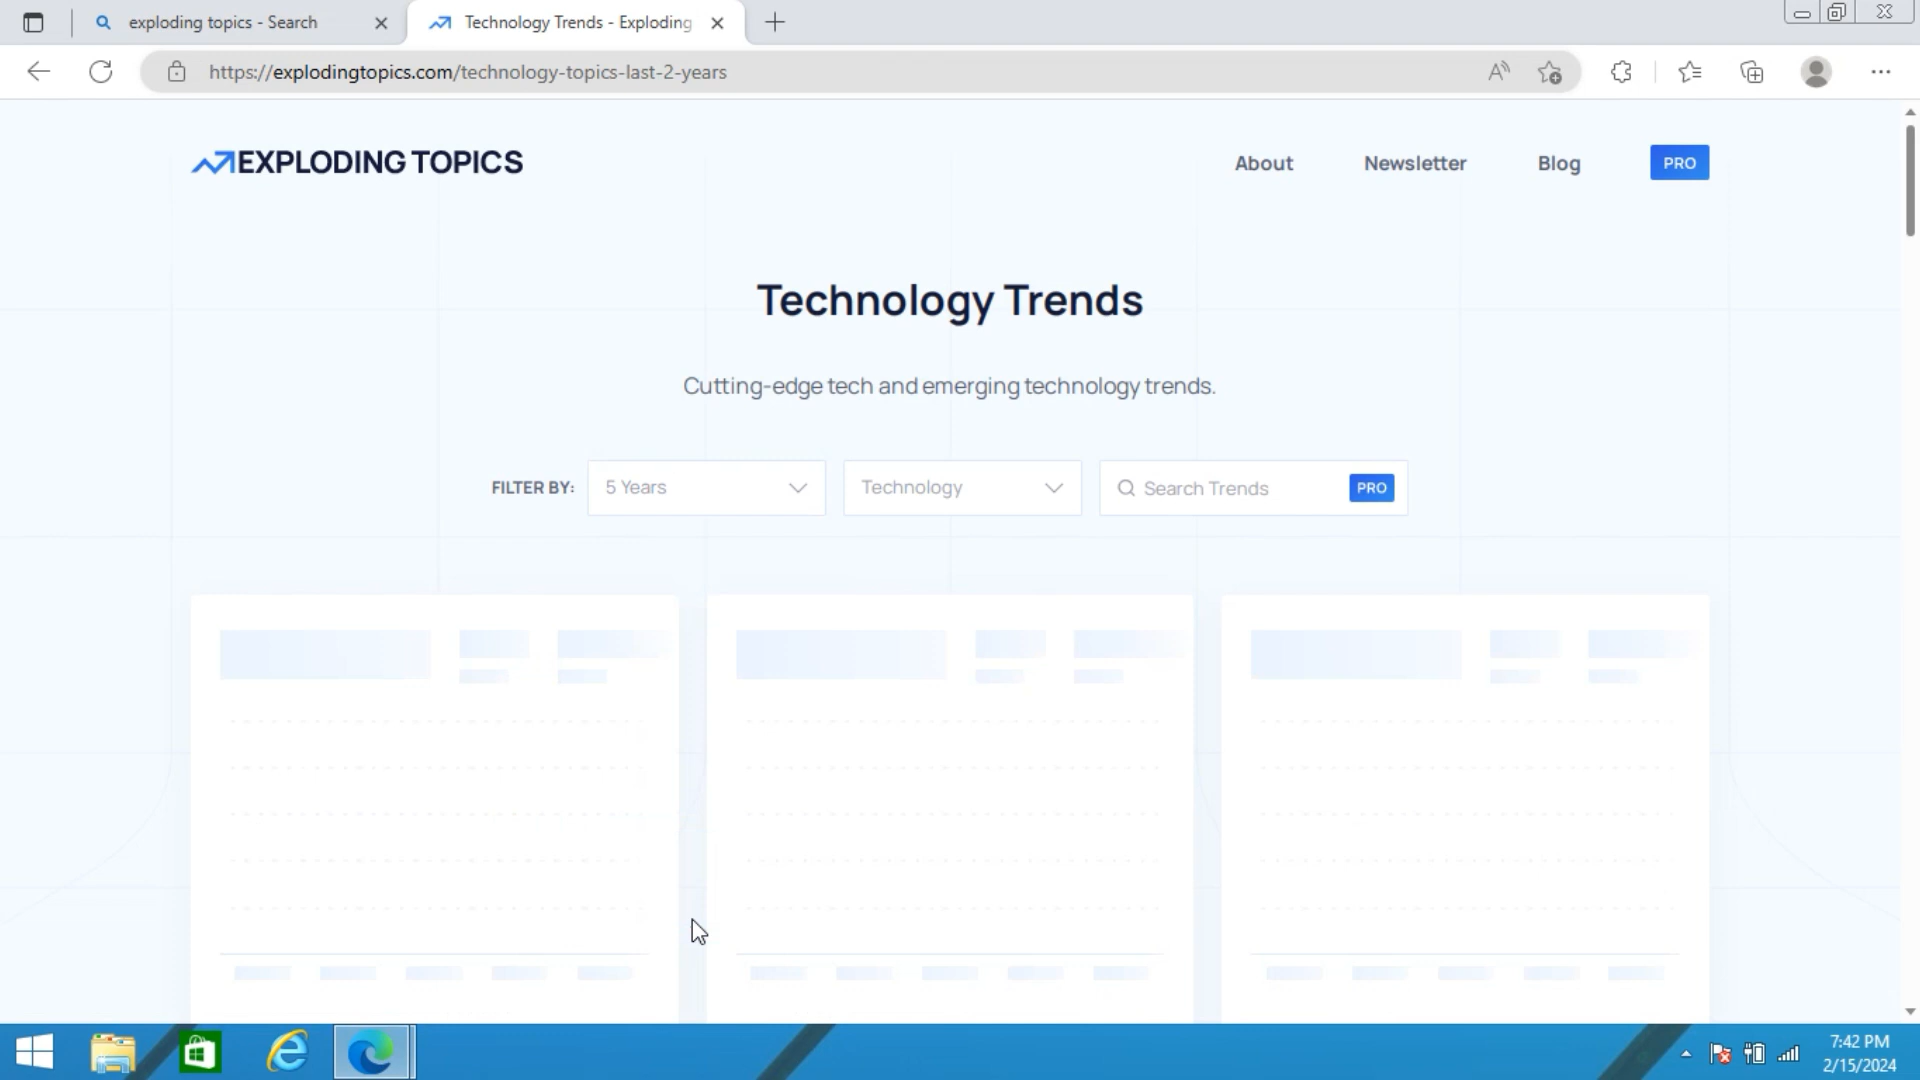 exploding topics - Search
Technology Trends - Exploding
https://explodingtopics.com/technology-topics-last-2-years
EXPLODING TOPICS
About
Newsletter
Blog
PRO
Technology Trends
Cutting-edge tech and emerging technology trends.
FILTER BY:
5 Years
Technology
Search Trends
PRO
7:42 PM
2/15/2024